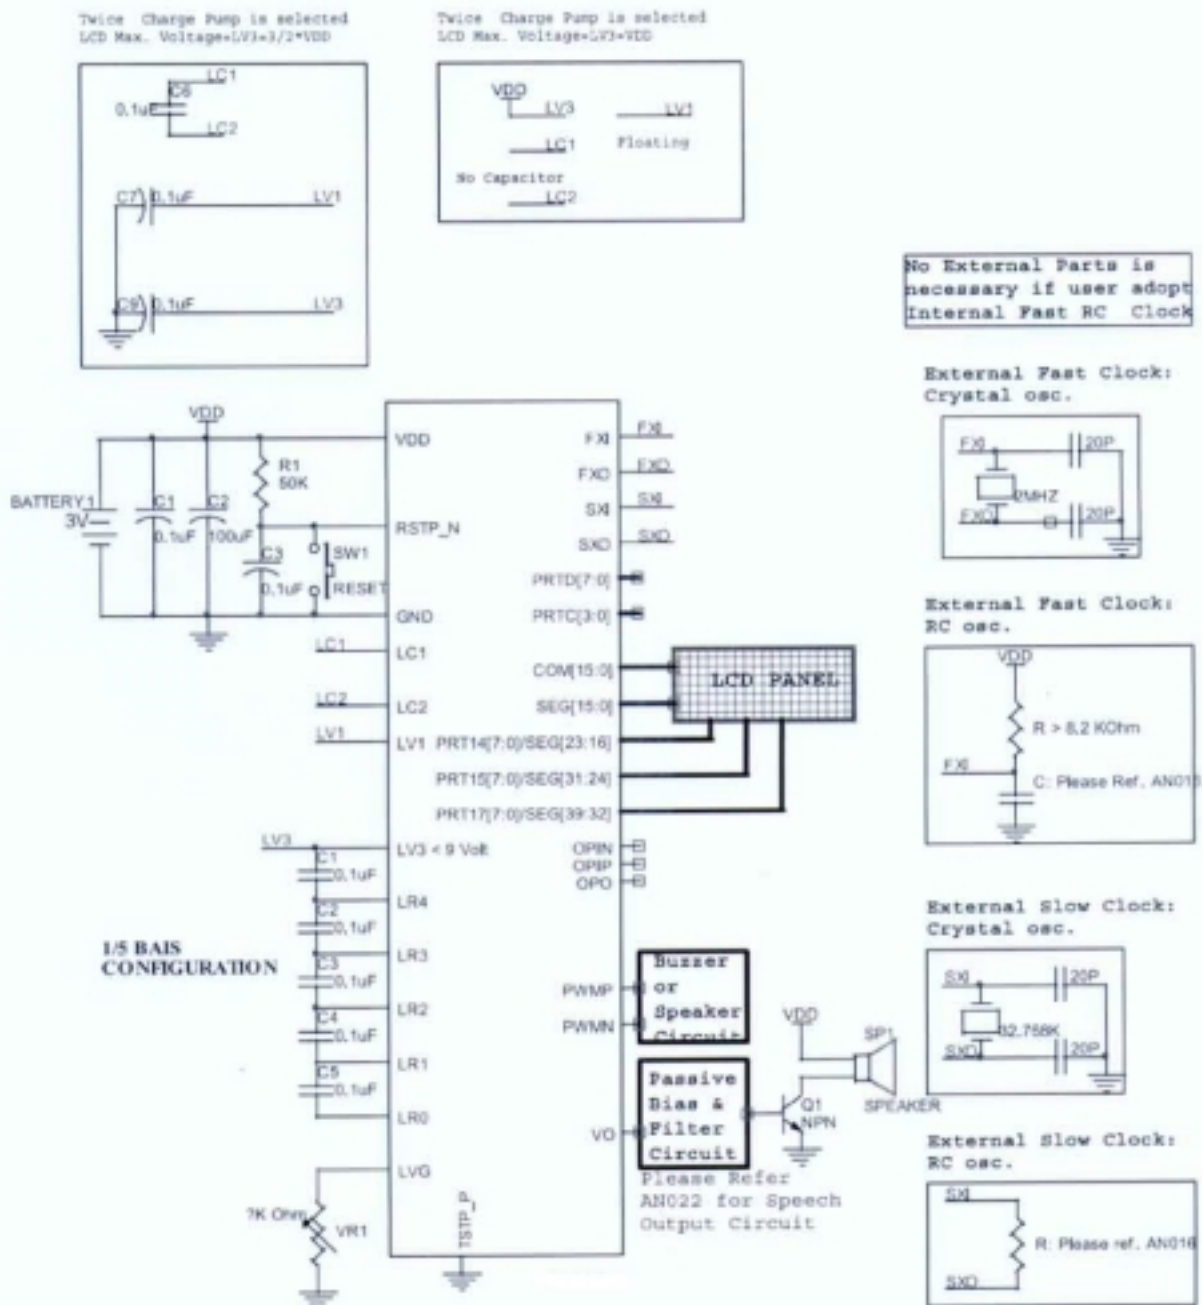 Twice Charge Pump is selected
LCD Max. Voltage=LV3=3/2*VDD
Twice Charge Pump is selected
LCD Max. Voltage=LV3=VDD
LC1
C6
0.1uF
LC2
C7 0.1uF LV1
0.1uF LV3
VDD
LV3 LV1
LC1 Floating
No Capacitor
LC2
No External Parts is
necessary if user adopt
Internal Fast RC Clock
External Fast Clock:
Crystal osc.
FXI 20P
2MHZ
FXO 20P
External Fast Clock:
RC osc.
VDD
R > 8.2 KOhm
FXI
C: Please Ref. AN016
External Slow Clock:
Crystal osc.
SXI 20P
32.758K
SXO 20P
External Slow Clock:
RC osc.
SXI
R: Please ref. AN016
SXO
VDD
VDD
R1
50K
BATTERY1
3V
C1
0.1uF
C2
100uF
RSTP_N
C3
0.1uF
SW1
RESET
GND
LC1 LC1
LC2 LC2
LV1 LV1
LV3 LV3 < 9 Volt
C1
0.1uF
LR4
C2
0.1uF
LR3
1/5 BAIS
CONFIGURATION
C3
0.1uF
LR2
C4
0.1uF
LR1
C5
0.1uF
LR0
LVG
?K Ohm
VR1
TSTP_P
FXI FXI
FXO FXO
SXI SXI
SXO SXO
PRTD[7:0]
PRTC[3:0]
COM[15:0]
SEG[15:0]
LCD PANEL
PRT14[7:0]/SEG[23:16]
PRT15[7:0]/SEG[31:24]
PRT17[7:0]/SEG[39:32]
OPIN
OPIP
OPO
PWMP
PWMN
Buzzer
or
Speaker
Circuit
VO
Passive
Bias &
Filter
Circuit
VDD
SP1
SPEAKER
Q1
NPN
Please Refer
AN022 for Speech
Output Circuit